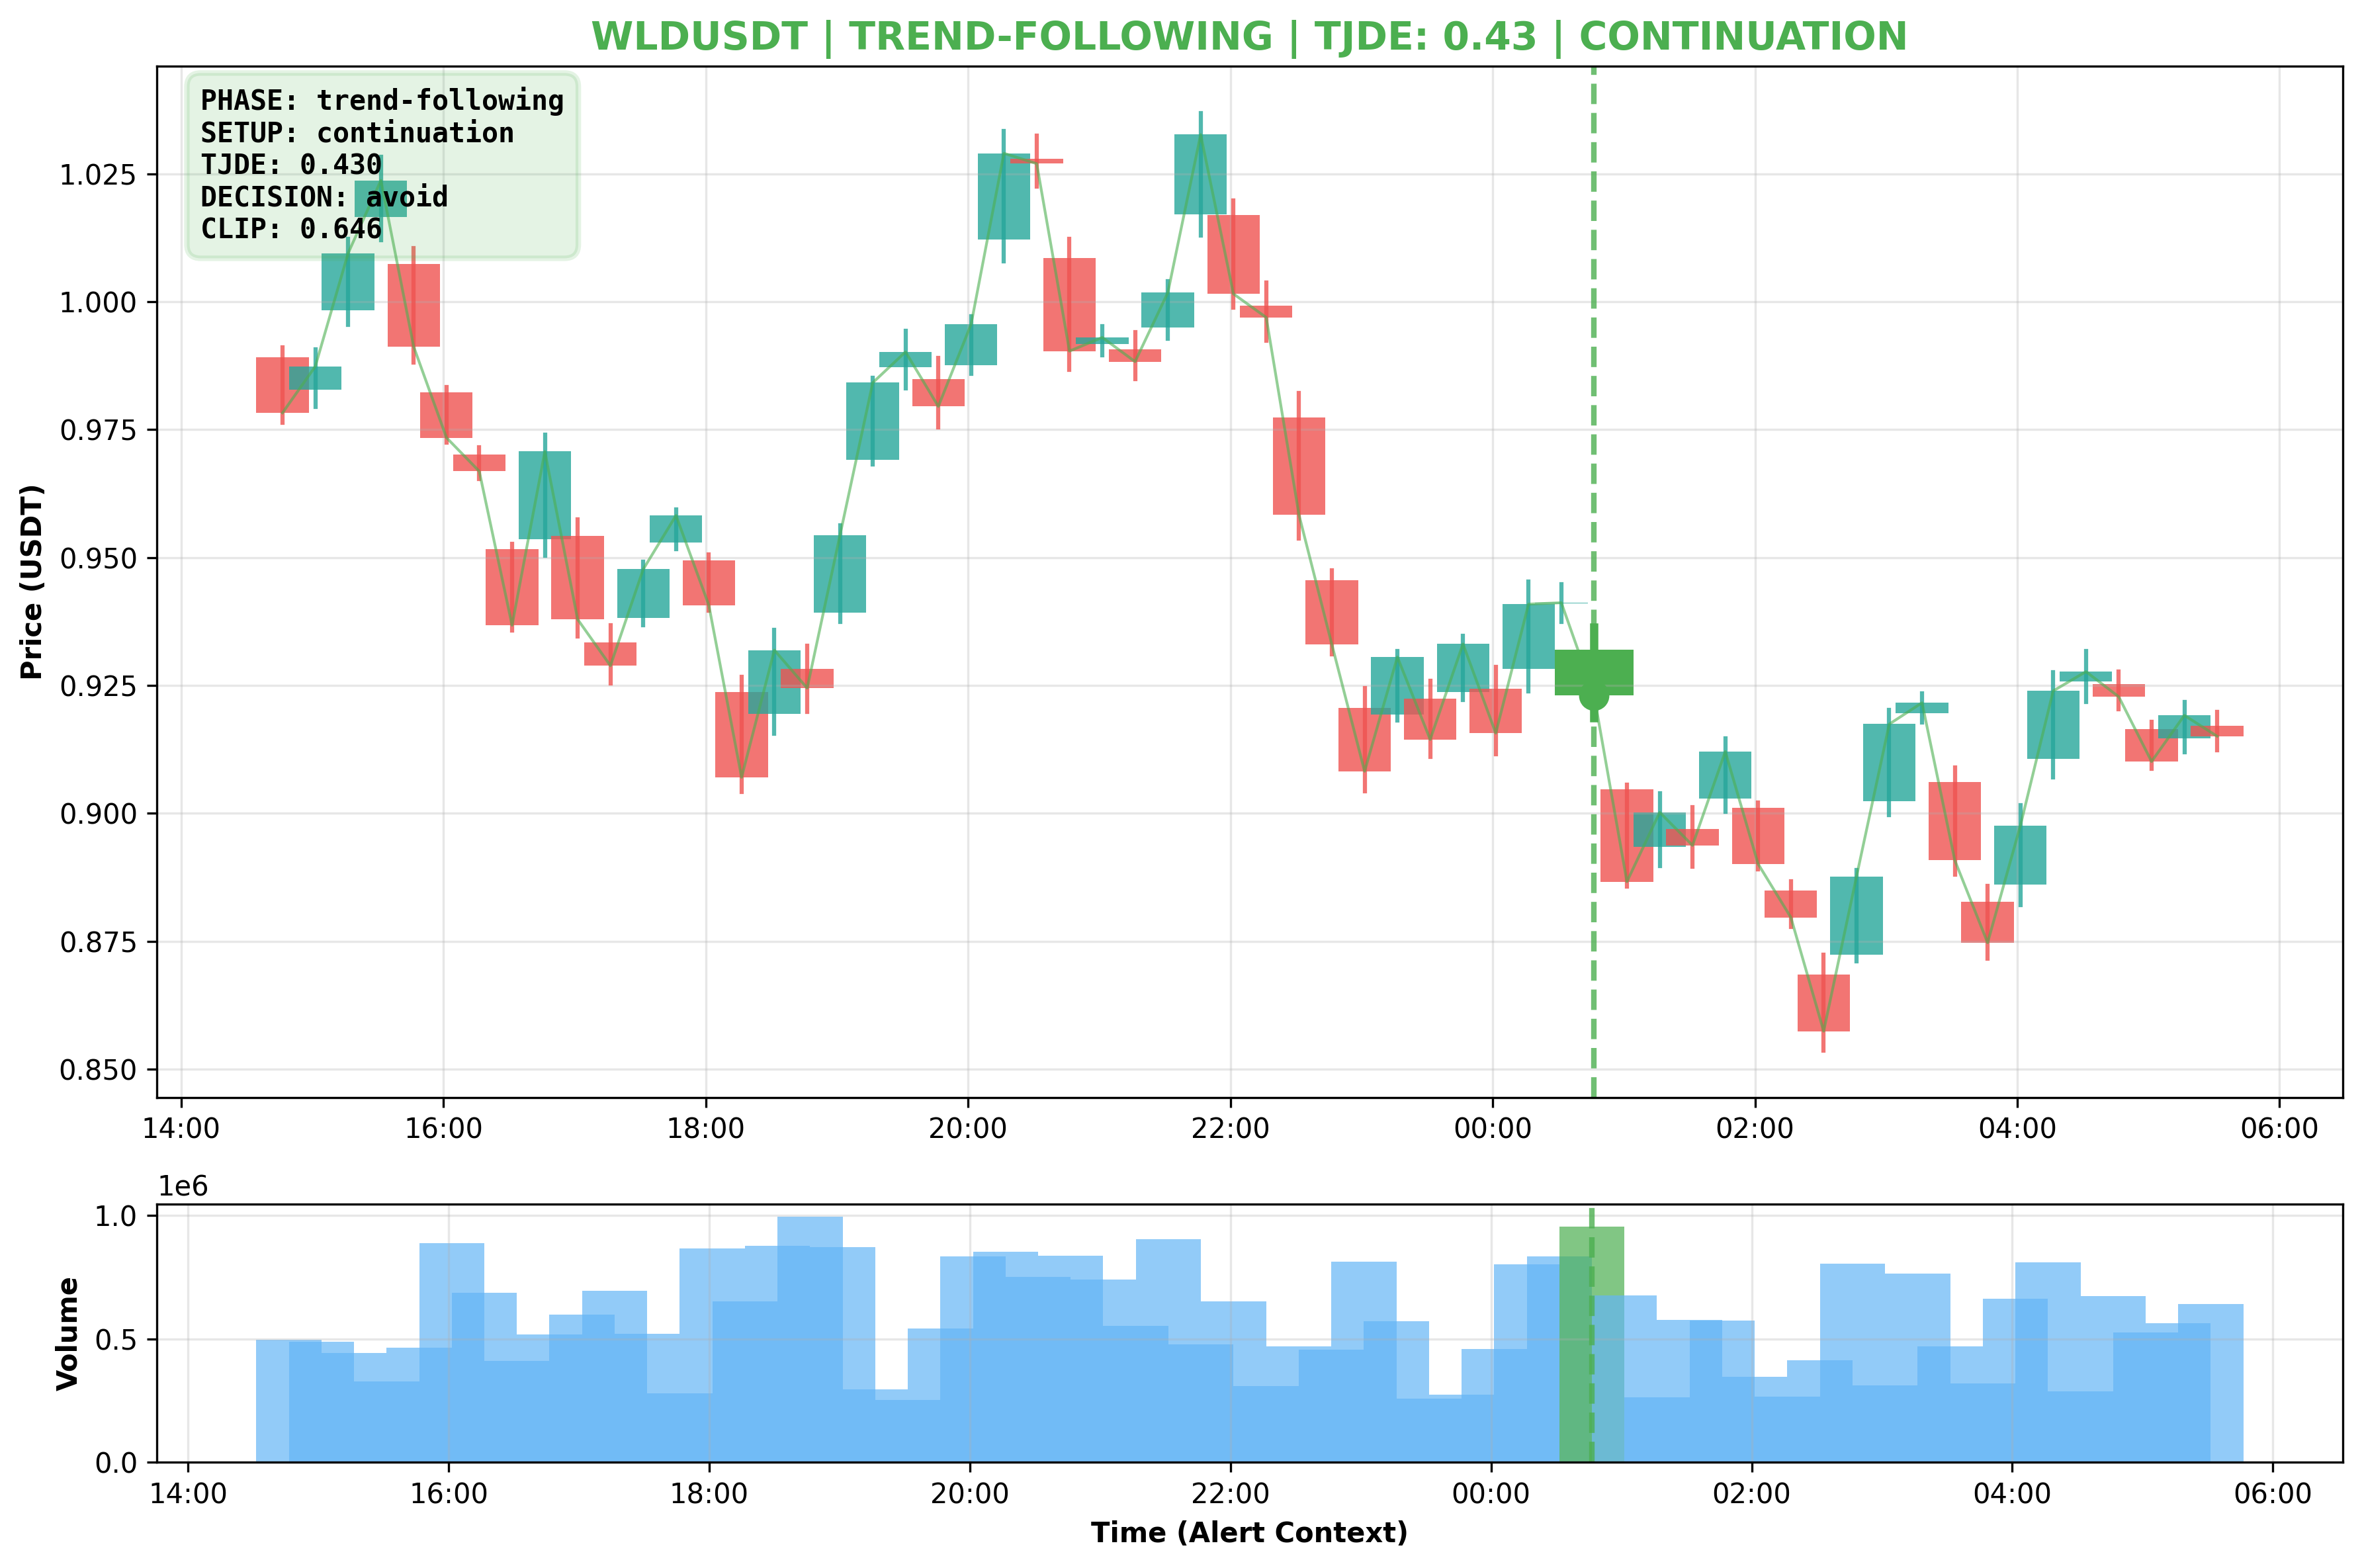 WLDUSDT | TREND-FOLLOWING | TJDE: 0.43 | CONTINUATION
PHASE: trend-following
SETUP: continuation
TJDE: 0.430
DECISION: avoid
CLIP: 0.646
Price (USDT)
1.025
1.000
0.975
0.950
0.925
0.900
0.875
0.850
14:00 16:00 18:00 20:00 22:00 00:00 02:00 04:00 06:00
1e6
Volume
1.0
0.5
0.0
14:00 16:00 18:00 20:00 22:00 00:00 02:00 04:00 06:00
Time (Alert Context)